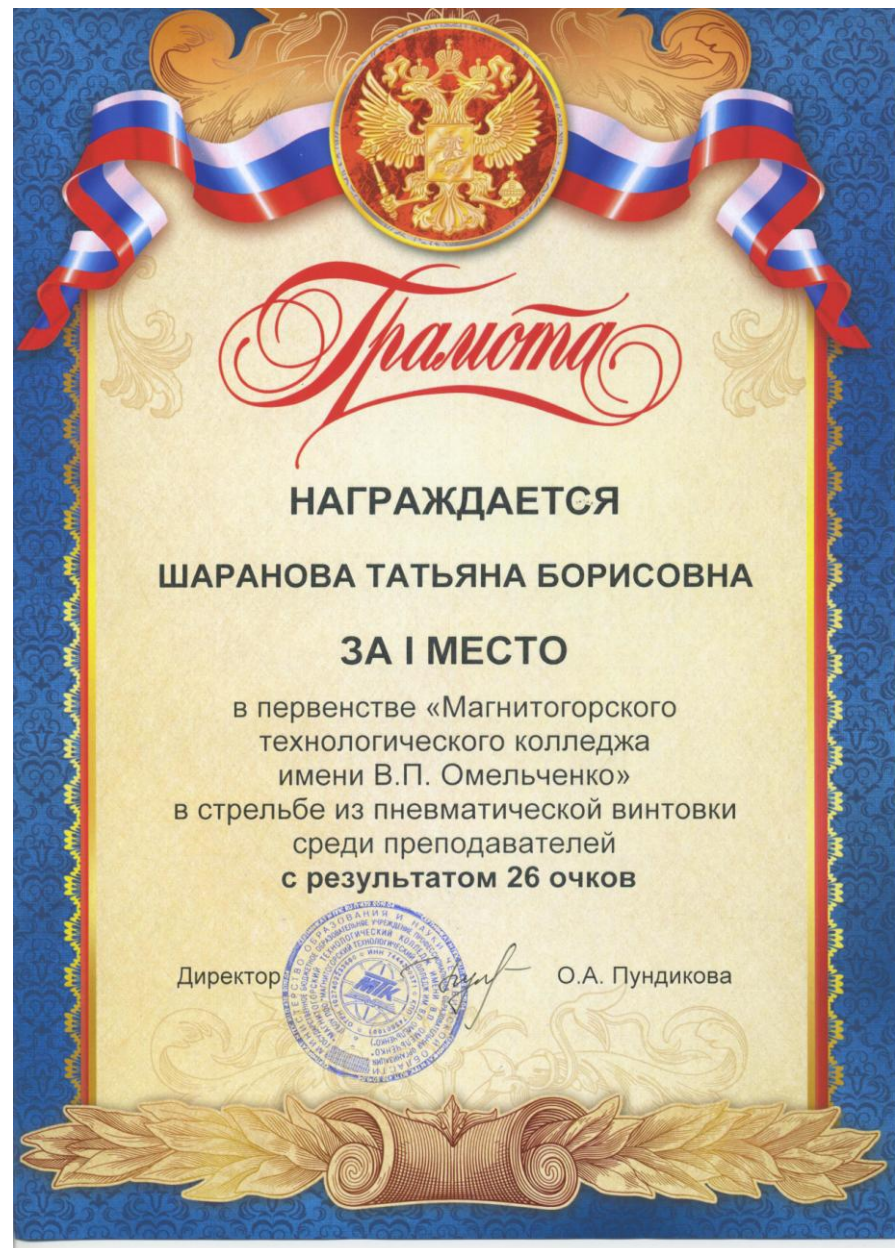 Грамота
НАГРАЖДАЕТСЯ
ШАРАНОВА ТАТЬЯНА БОРИСОВНА
ЗА I МЕСТО
в первенстве «Магнитогорского
технологического колледжа
имени В.П. Омельченко»
в стрельбе из пневматической винтовки
среди преподавателей
с результатом 26 очков
Директор О.А. Пундикова
МТК